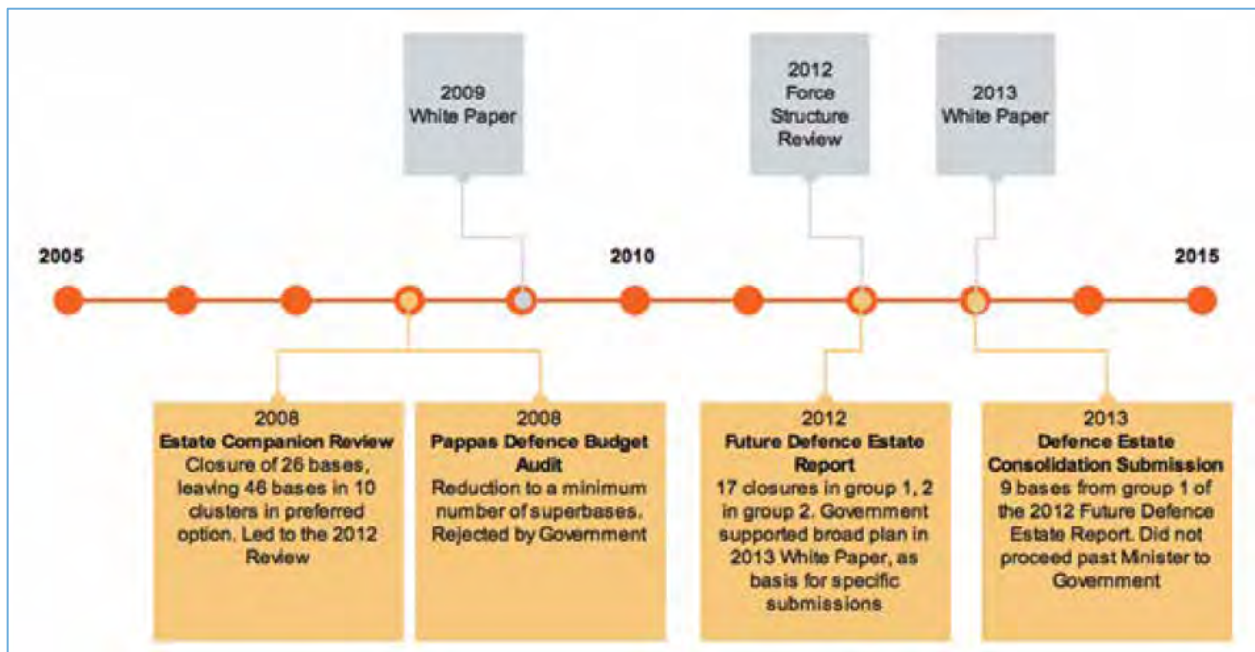 2009
White Paper
2012
Force
Structure
Review
2013
White Paper
2005
2010
2015
2008
Estate Companion Review
Closure of 26 bases,
leaving 46 bases in 10
clusters in preferred
option. Led to the 2012
Review
2008
Pappas Defence Budget
Audit
Reduction to a minimum
number of superbases.
Rejected by Government
2012
Future Defence Estate
Report
17 closures in group 1, 2
in group 2. Government
supported broad plan in
2013 White Paper, as
basis for specific
submissions
2013
Defence Estate
Consolidation Submission
9 bases from group 1 of
the 2012 Future Defence
Estate Report. Did not
proceed past Minister to
Government